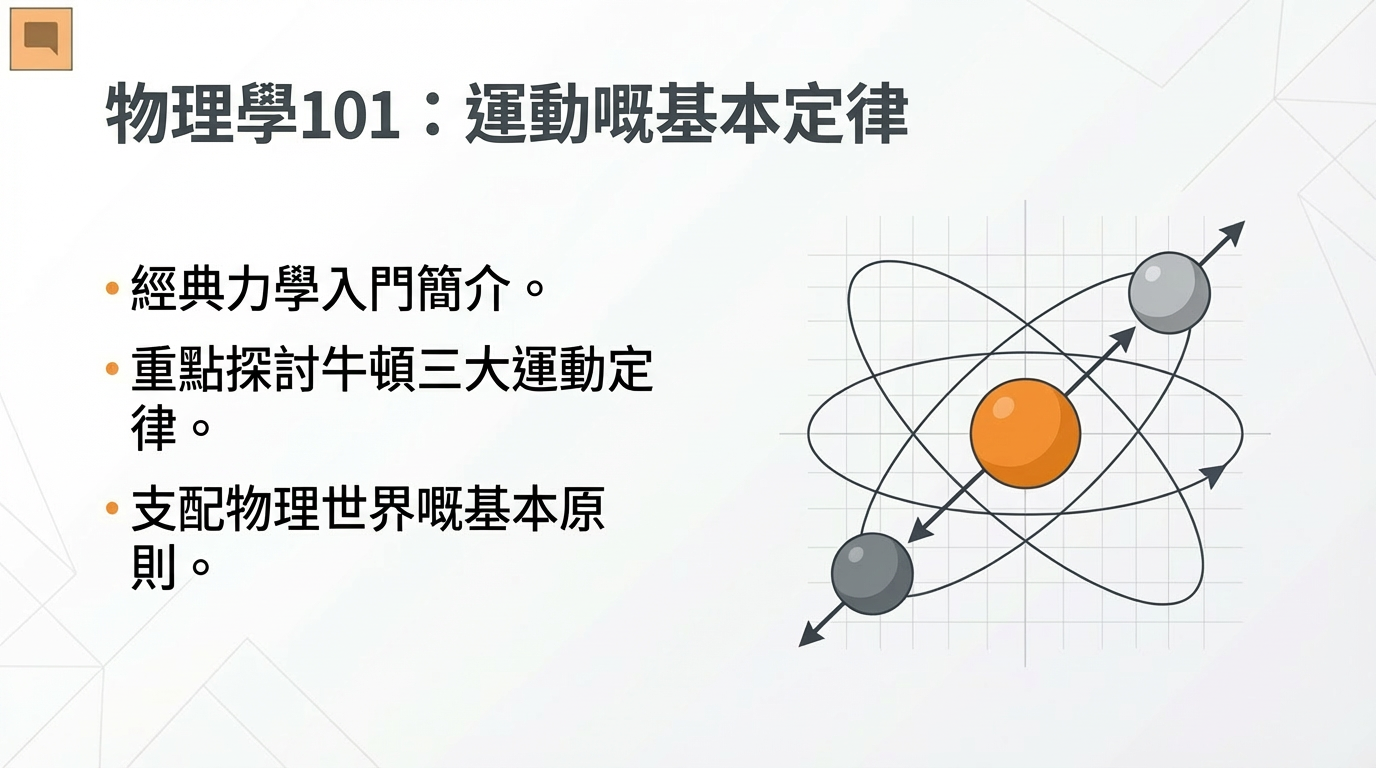 物理學101：運動嘅基本定律
• 經典力學入門簡介。
• 重點探討牛頓三大運動定
律。
• 支配物理世界嘅基本原
則。